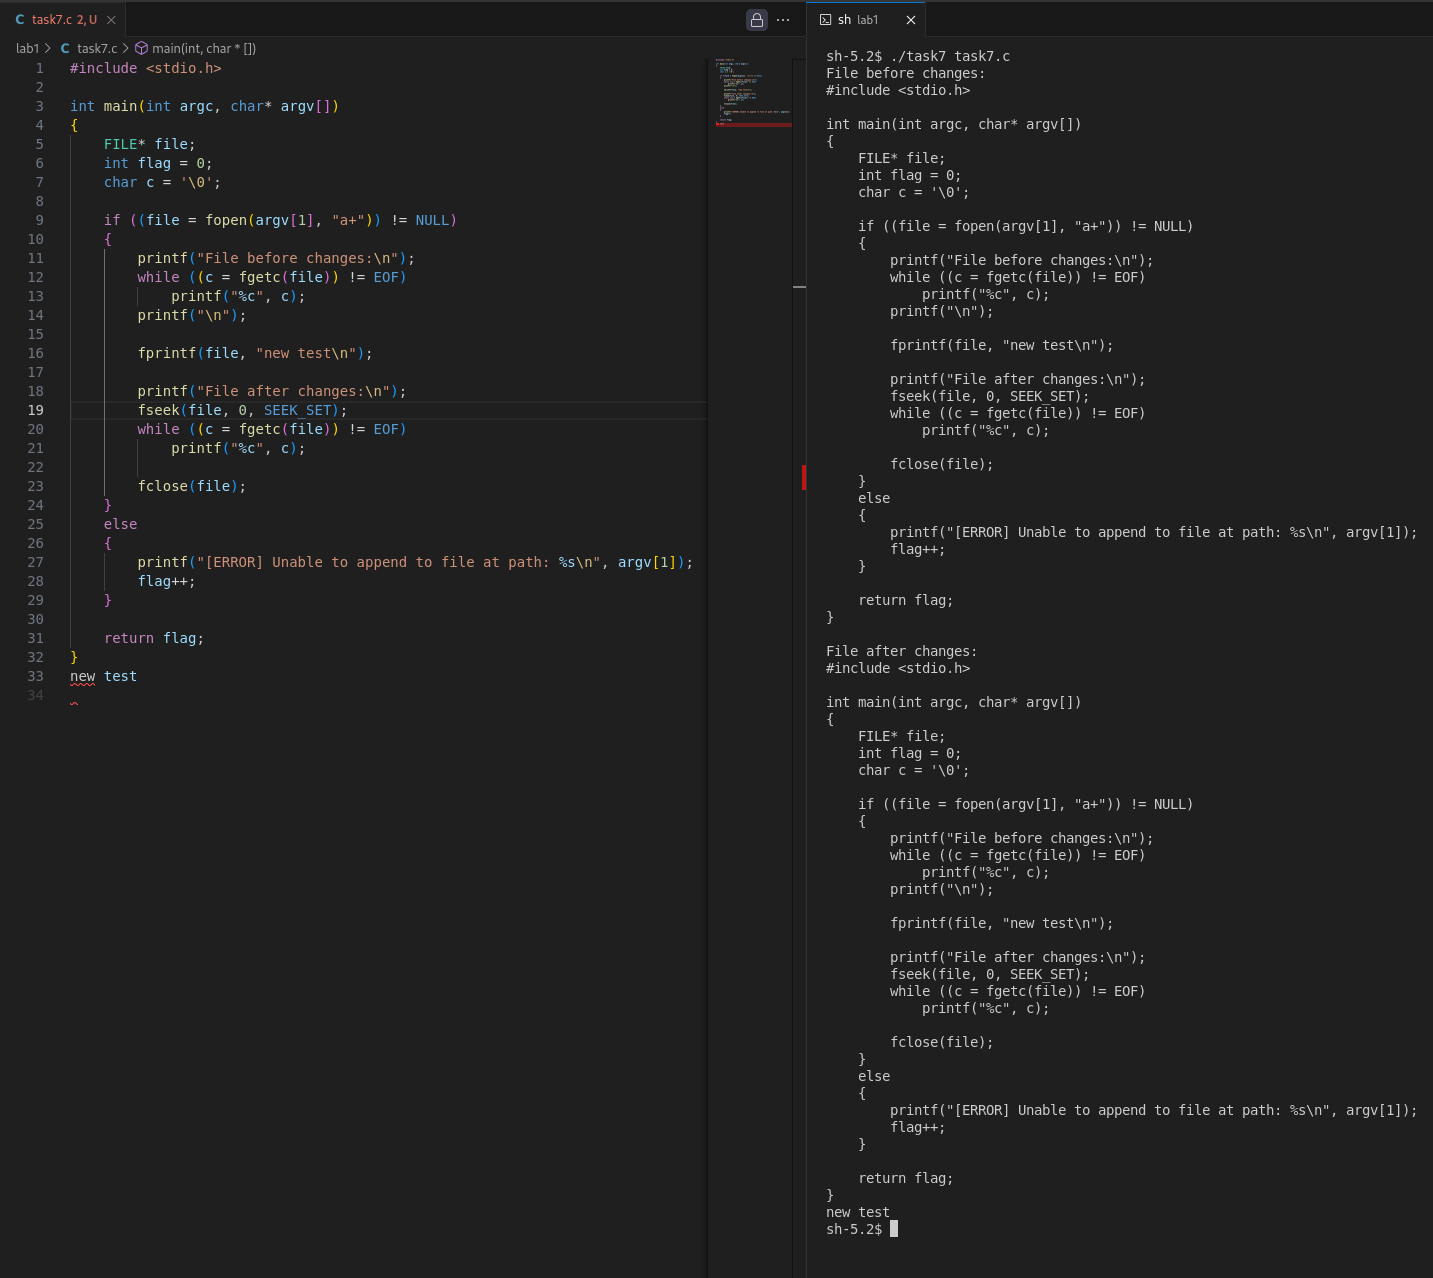 task7.c 2, U
lab1 > task7.c > main(int, char * [])
1 #include <stdio.h>
2
3 int main(int argc, char* argv[])
4 {
5     FILE* file;
6     int flag = 0;
7     char c = '\0';
8
9     if ((file = fopen(argv[1], "a+")) != NULL)
10     {
11         printf("File before changes:\n");
12         while ((c = fgetc(file)) != EOF)
13             printf("%c", c);
14         printf("\n");
15
16         fprintf(file, "new test\n");
17
18         printf("File after changes:\n");
19         fseek(file, 0, SEEK_SET);
20         while ((c = fgetc(file)) != EOF)
21             printf("%c", c);
22
23         fclose(file);
24     }
25     else
26     {
27         printf("[ERROR] Unable to append to file at path: %s\n", argv[1]);
28         flag++;
29     }
30
31     return flag;
32 }
33 new test
34
sh lab1
sh-5.2$ ./task7 task7.c
File before changes:
#include <stdio.h>

int main(int argc, char* argv[])
{
    FILE* file;
    int flag = 0;
    char c = '\0';

    if ((file = fopen(argv[1], "a+")) != NULL)
    {
        printf("File before changes:\n");
        while ((c = fgetc(file)) != EOF)
            printf("%c", c);
        printf("\n");

        fprintf(file, "new test\n");

        printf("File after changes:\n");
        fseek(file, 0, SEEK_SET);
        while ((c = fgetc(file)) != EOF)
            printf("%c", c);

        fclose(file);
    }
    else
    {
        printf("[ERROR] Unable to append to file at path: %s\n", argv[1]);
        flag++;
    }

    return flag;
}

File after changes:
#include <stdio.h>

int main(int argc, char* argv[])
{
    FILE* file;
    int flag = 0;
    char c = '\0';

    if ((file = fopen(argv[1], "a+")) != NULL)
    {
        printf("File before changes:\n");
        while ((c = fgetc(file)) != EOF)
            printf("%c", c);
        printf("\n");

        fprintf(file, "new test\n");

        printf("File after changes:\n");
        fseek(file, 0, SEEK_SET);
        while ((c = fgetc(file)) != EOF)
            printf("%c", c);

        fclose(file);
    }
    else
    {
        printf("[ERROR] Unable to append to file at path: %s\n", argv[1]);
        flag++;
    }

    return flag;
}
new test
sh-5.2$